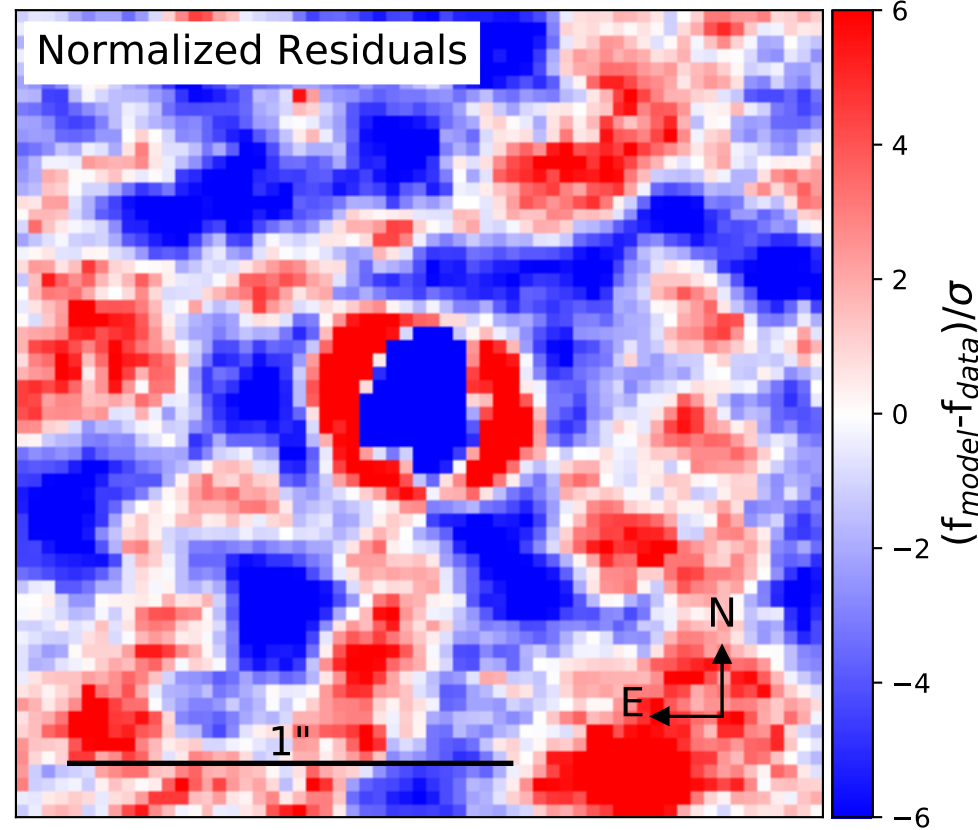 Normalized Residuals
6
4
2
0
−2
−4
−6
(f_model-f_data)/σ
N
E
1"